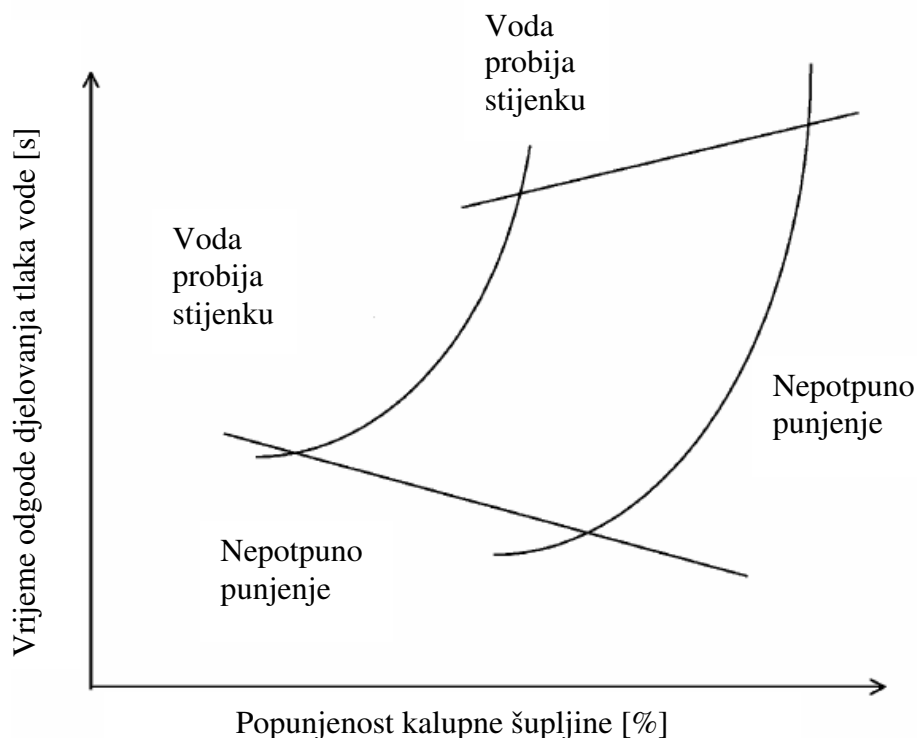 Voda
probija
stijenku
Vrijeme odgode djelovanja tlaka vode [s]
Voda
probija
stijenku
Nepotpuno
punjenje
Nepotpuno
punjenje
Popunjenost kalupne šupljine [%]